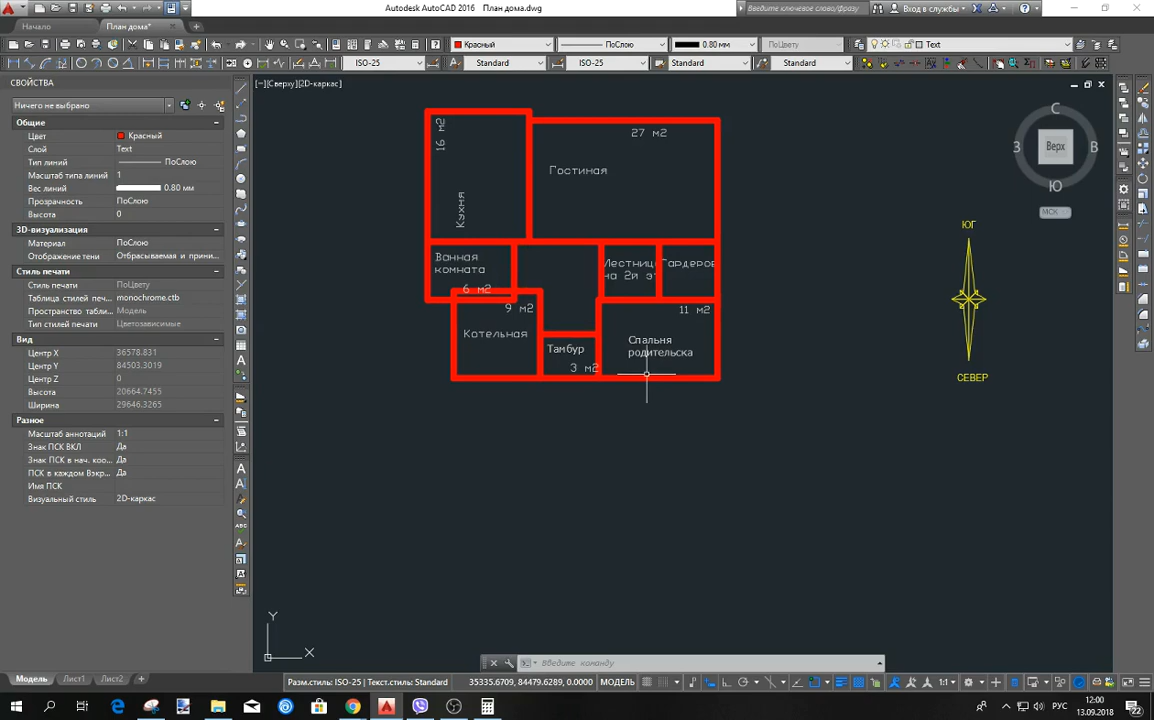 Autodesk AutoCAD 2016 План дома.dwg
Введите ключевое слово/фразу
Вход в службы
Начало
План дома*
Красный
ПоСлою
0.80 мм
ПоЦвету
Text
ISO-25
Standard
ISO-25
Standard
Standard
СВОЙСТВА
Ничего не выбрано
Общие
Цвет Красный
Слой Text
Тип линий ПоСлою
Масштаб типа линий 1
Вес линий 0.80 мм
Прозрачность ПоСлою
Высота 0
3D-визуализация
Материал ПоСлою
Отображение тени Отбрасываемая и прини...
Стиль печати
Стиль печати ПоЦвету
Таблица стилей печ... monochrome.ctb
Пространство табли... Модель
Тип стилей печати Цветозависимые
Вид
Центр X 36578.831
Центр Y 84503.3019
Центр Z 0
Высота 20664.7455
Ширина 29646.3265
Разное
Масштаб аннотаций 1:1
Знак ПСК ВКЛ Да
Знак ПСК в нач. коо... Да
ПСК в каждом Вэкр... Да
Имя ПСК
Визуальный стиль 2D-каркас
[−][Сверху][2D-каркас]
16 м2
Кухня
27 м2
Гостиная
Ванная
комната
6 м2
Лестниц
на 2й эт
Гардероб
9 м2
Котельная
Тамбур
3 м2
11 м2
Спальня
родительска
С
З Верх В
Ю
МСК
ЮГ
СЕВЕР
Y
X
Введите команду
Модель Лист1 Лист2 +
Разм.стиль: ISO-25 Текст.стиль: Standard 35335.6709, 84479.6289, 0.0000 МОДЕЛЬ
1:1
РУС
12:00
13.09.2018
22